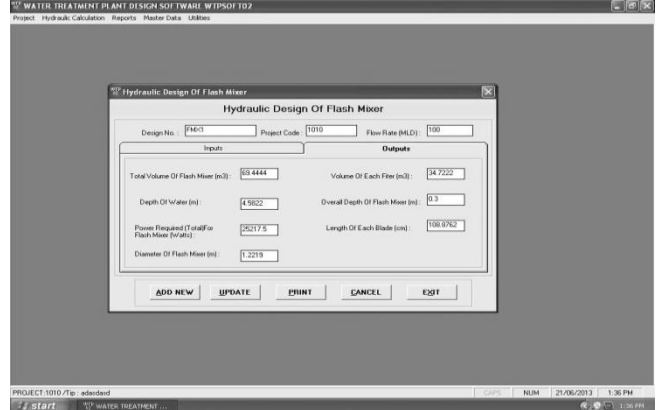 WATER TREATMENT PLANT DESIGN SOFTWARE WTPSOFT02
Project Hydraulic Calculation Reports Master Data Utilities
Hydraulic Design Of Flash Mixer
Hydraulic Design Of Flash Mixer
Design No. : FMX1 Project Code : 1010 Flow Rate (MLD) : 100
Inputs Outputs
Total Volume Of Flash Mixer (m3) : 69.4444 Volume Of Each Filter (m3) : 34.7222
Depth Of Water (m) : 4.5822 Overall Depth Of Flash Mixer (m) : 0.3
Power Required (Total)For Flash Mixer (Watts) : 25217.5 Length Of Each Blade (cm) : 108.8762
Diameter Of Flash Mixer (m) : 1.2219
ADD NEW UPDATE PRINT CANCEL EXIT
PROJECT:1010 /Tip : adasdasd CAPS NUM 21/06/2013 1:36 PM
start WATER TREATMENT ... 1:36 PM